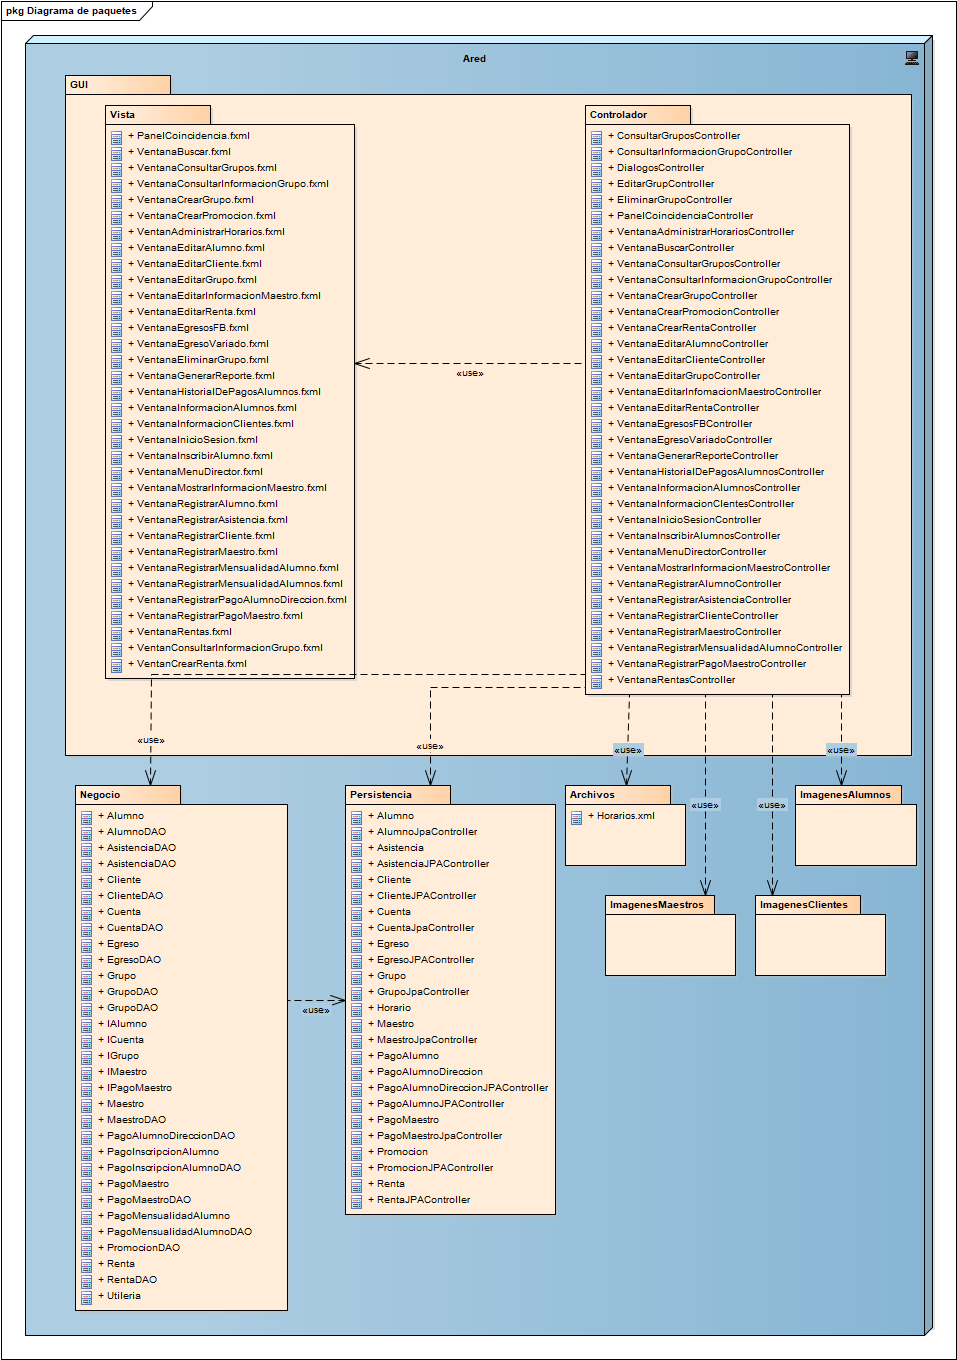 pkg Diagrama de paquetes
Ared
GUI
Vista
+ PanelCoincidencia.fxml
+ VentanaBuscar.fxml
+ VentanaConsultarGrupos.fxml
+ VentanaConsultarInformacionGrupo.fxml
+ VentanaCrearGrupo.fxml
+ VentanaCrearPromocion.fxml
+ VentanAdministrarHorarios.fxml
+ VentanaEditarAlumno.fxml
+ VentanaEditarCliente.fxml
+ VentanaEditarGrupo.fxml
+ VentanaEditarInformacionMaestro.fxml
+ VentanaEditarRenta.fxml
+ VentanaEgresosFB.fxml
+ VentanaEgresoVariado.fxml
+ VentanaEliminarGrupo.fxml
+ VentanaGenerarReporte.fxml
+ VentanaHistorialDePagosAlumnos.fxml
+ VentanaInformacionAlumnos.fxml
+ VentanaInformacionClientes.fxml
+ VentanaInicioSesion.fxml
+ VentanaInscribirAlumno.fxml
+ VentanaMenuDirector.fxml
+ VentanaMostrarInformacionMaestro.fxml
+ VentanaRegistrarAlumno.fxml
+ VentanaRegistrarAsistencia.fxml
+ VentanaRegistrarCliente.fxml
+ VentanaRegistrarMaestro.fxml
+ VentanaRegistrarMensualidadAlumno.fxml
+ VentanaRegistrarMensualidadAlumnos.fxml
+ VentanaRegistrarPagoAlumnoDireccion.fxml
+ VentanaRegistrarPagoMaestro.fxml
+ VentanaRentas.fxml
+ VentanConsultarInformacionGrupo.fxml
+ VentanCrearRenta.fxml
«use»
Controlador
+ ConsultarGruposController
+ ConsultarInformacionGrupoController
+ DialogosController
+ EditarGrupController
+ EliminarGrupoController
+ PanelCoincidenciaController
+ VentanaAdministrarHorariosController
+ VentanaBuscarController
+ VentanaConsultarGruposController
+ VentanaConsultarInformacionGrupoController
+ VentanaCrearGrupoController
+ VentanaCrearPromocionController
+ VentanaCrearRentaController
+ VentanaEditarAlumnoController
+ VentanaEditarClienteController
+ VentanaEditarGrupoController
+ VentanaEditarInfomacionMaestroController
+ VentanaEditarRentaController
+ VentanaEgresosFBController
+ VentanaEgresoVariadoController
+ VentanaGenerarReporteController
+ VentanaHistorialDePagosAlumnosController
+ VentanaInformacionAlumnosController
+ VentanaInformacionClentesController
+ VentanaInicioSesionController
+ VentanaInscribirAlumnosController
+ VentanaMenuDirectorController
+ VentanaMostrarInformacionMaestroController
+ VentanaRegistrarAlumnoController
+ VentanaRegistrarAsistenciaController
+ VentanaRegistrarClienteController
+ VentanaRegistrarMaestroController
+ VentanaRegistrarMensualidadAlumnoController
+ VentanaRegistrarPagoMaestroController
+ VentanaRentasController
«use»
«use»
«use»
«use»
«use»
«use»
Negocio
+ Alumno
+ AlumnoDAO
+ AsistenciaDAO
+ AsistenciaDAO
+ Cliente
+ ClienteDAO
+ Cuenta
+ CuentaDAO
+ Egreso
+ EgresoDAO
+ Grupo
+ GrupoDAO
+ GrupoDAO
+ IAlumno
+ ICuenta
+ IGrupo
+ IMaestro
+ IPagoMaestro
+ Maestro
+ MaestroDAO
+ PagoAlumnoDireccionDAO
+ PagoInscripcionAlumno
+ PagoInscripcionAlumnoDAO
+ PagoMaestro
+ PagoMaestroDAO
+ PagoMensualidadAlumno
+ PagoMensualidadAlumnoDAO
+ PromocionDAO
+ Renta
+ RentaDAO
+ Utileria
«use»
Persistencia
+ Alumno
+ AlumnoJpaController
+ Asistencia
+ AsistenciaJPAController
+ Cliente
+ ClienteJPAController
+ Cuenta
+ CuentaJpaController
+ Egreso
+ EgresoJPAController
+ Grupo
+ GrupoJpaController
+ Horario
+ Maestro
+ MaestroJpaController
+ PagoAlumno
+ PagoAlumnoDireccion
+ PagoAlumnoDireccionJPAController
+ PagoAlumnoJPAController
+ PagoMaestro
+ PagoMaestroJpaController
+ Promocion
+ PromocionJPAController
+ Renta
+ RentaJPAController
Archivos
+ Horarios.xml
ImagenesAlumnos
ImagenesMaestros
ImagenesClientes